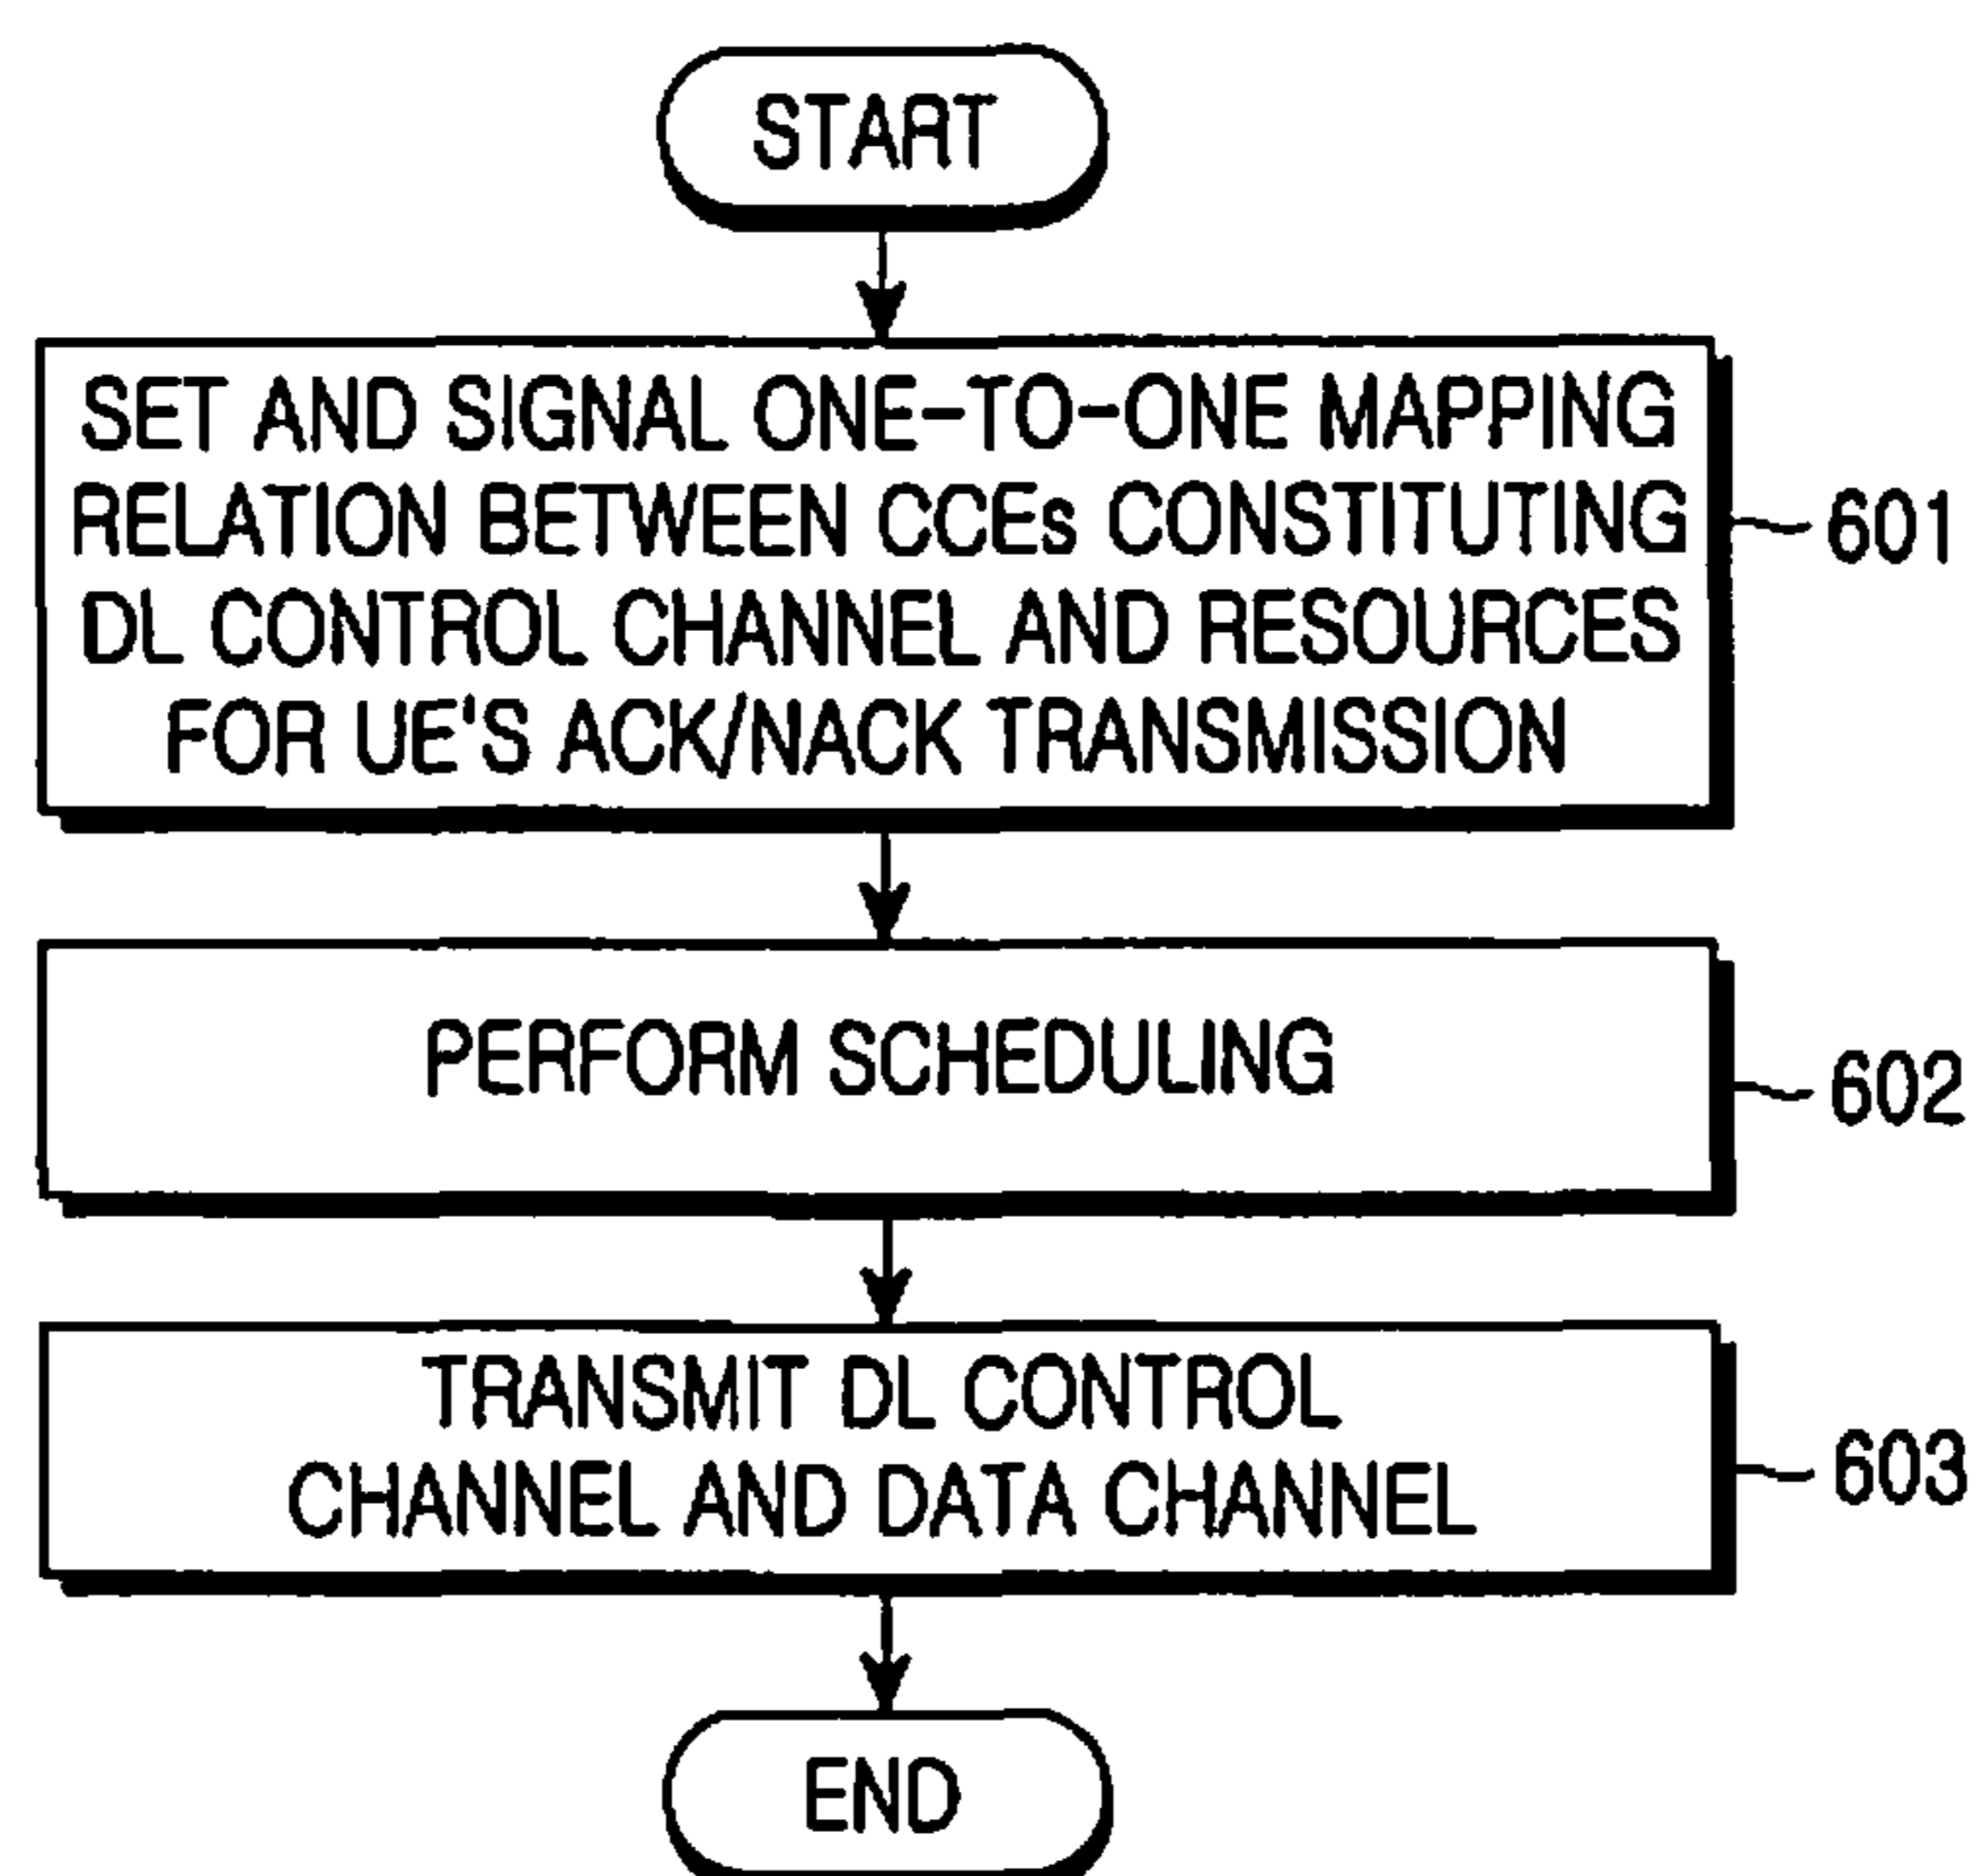 START
SET AND SIGNAL ONE-TO-ONE MAPPING
RELATION BETWEEN CCEs CONSTITUTING
DL CONTROL CHANNEL AND RESOURCES
FOR UE'S ACK/NACK TRANSMISSION
601
PERFORM SCHEDULING
602
TRANSMIT DL CONTROL
CHANNEL AND DATA CHANNEL
603
END